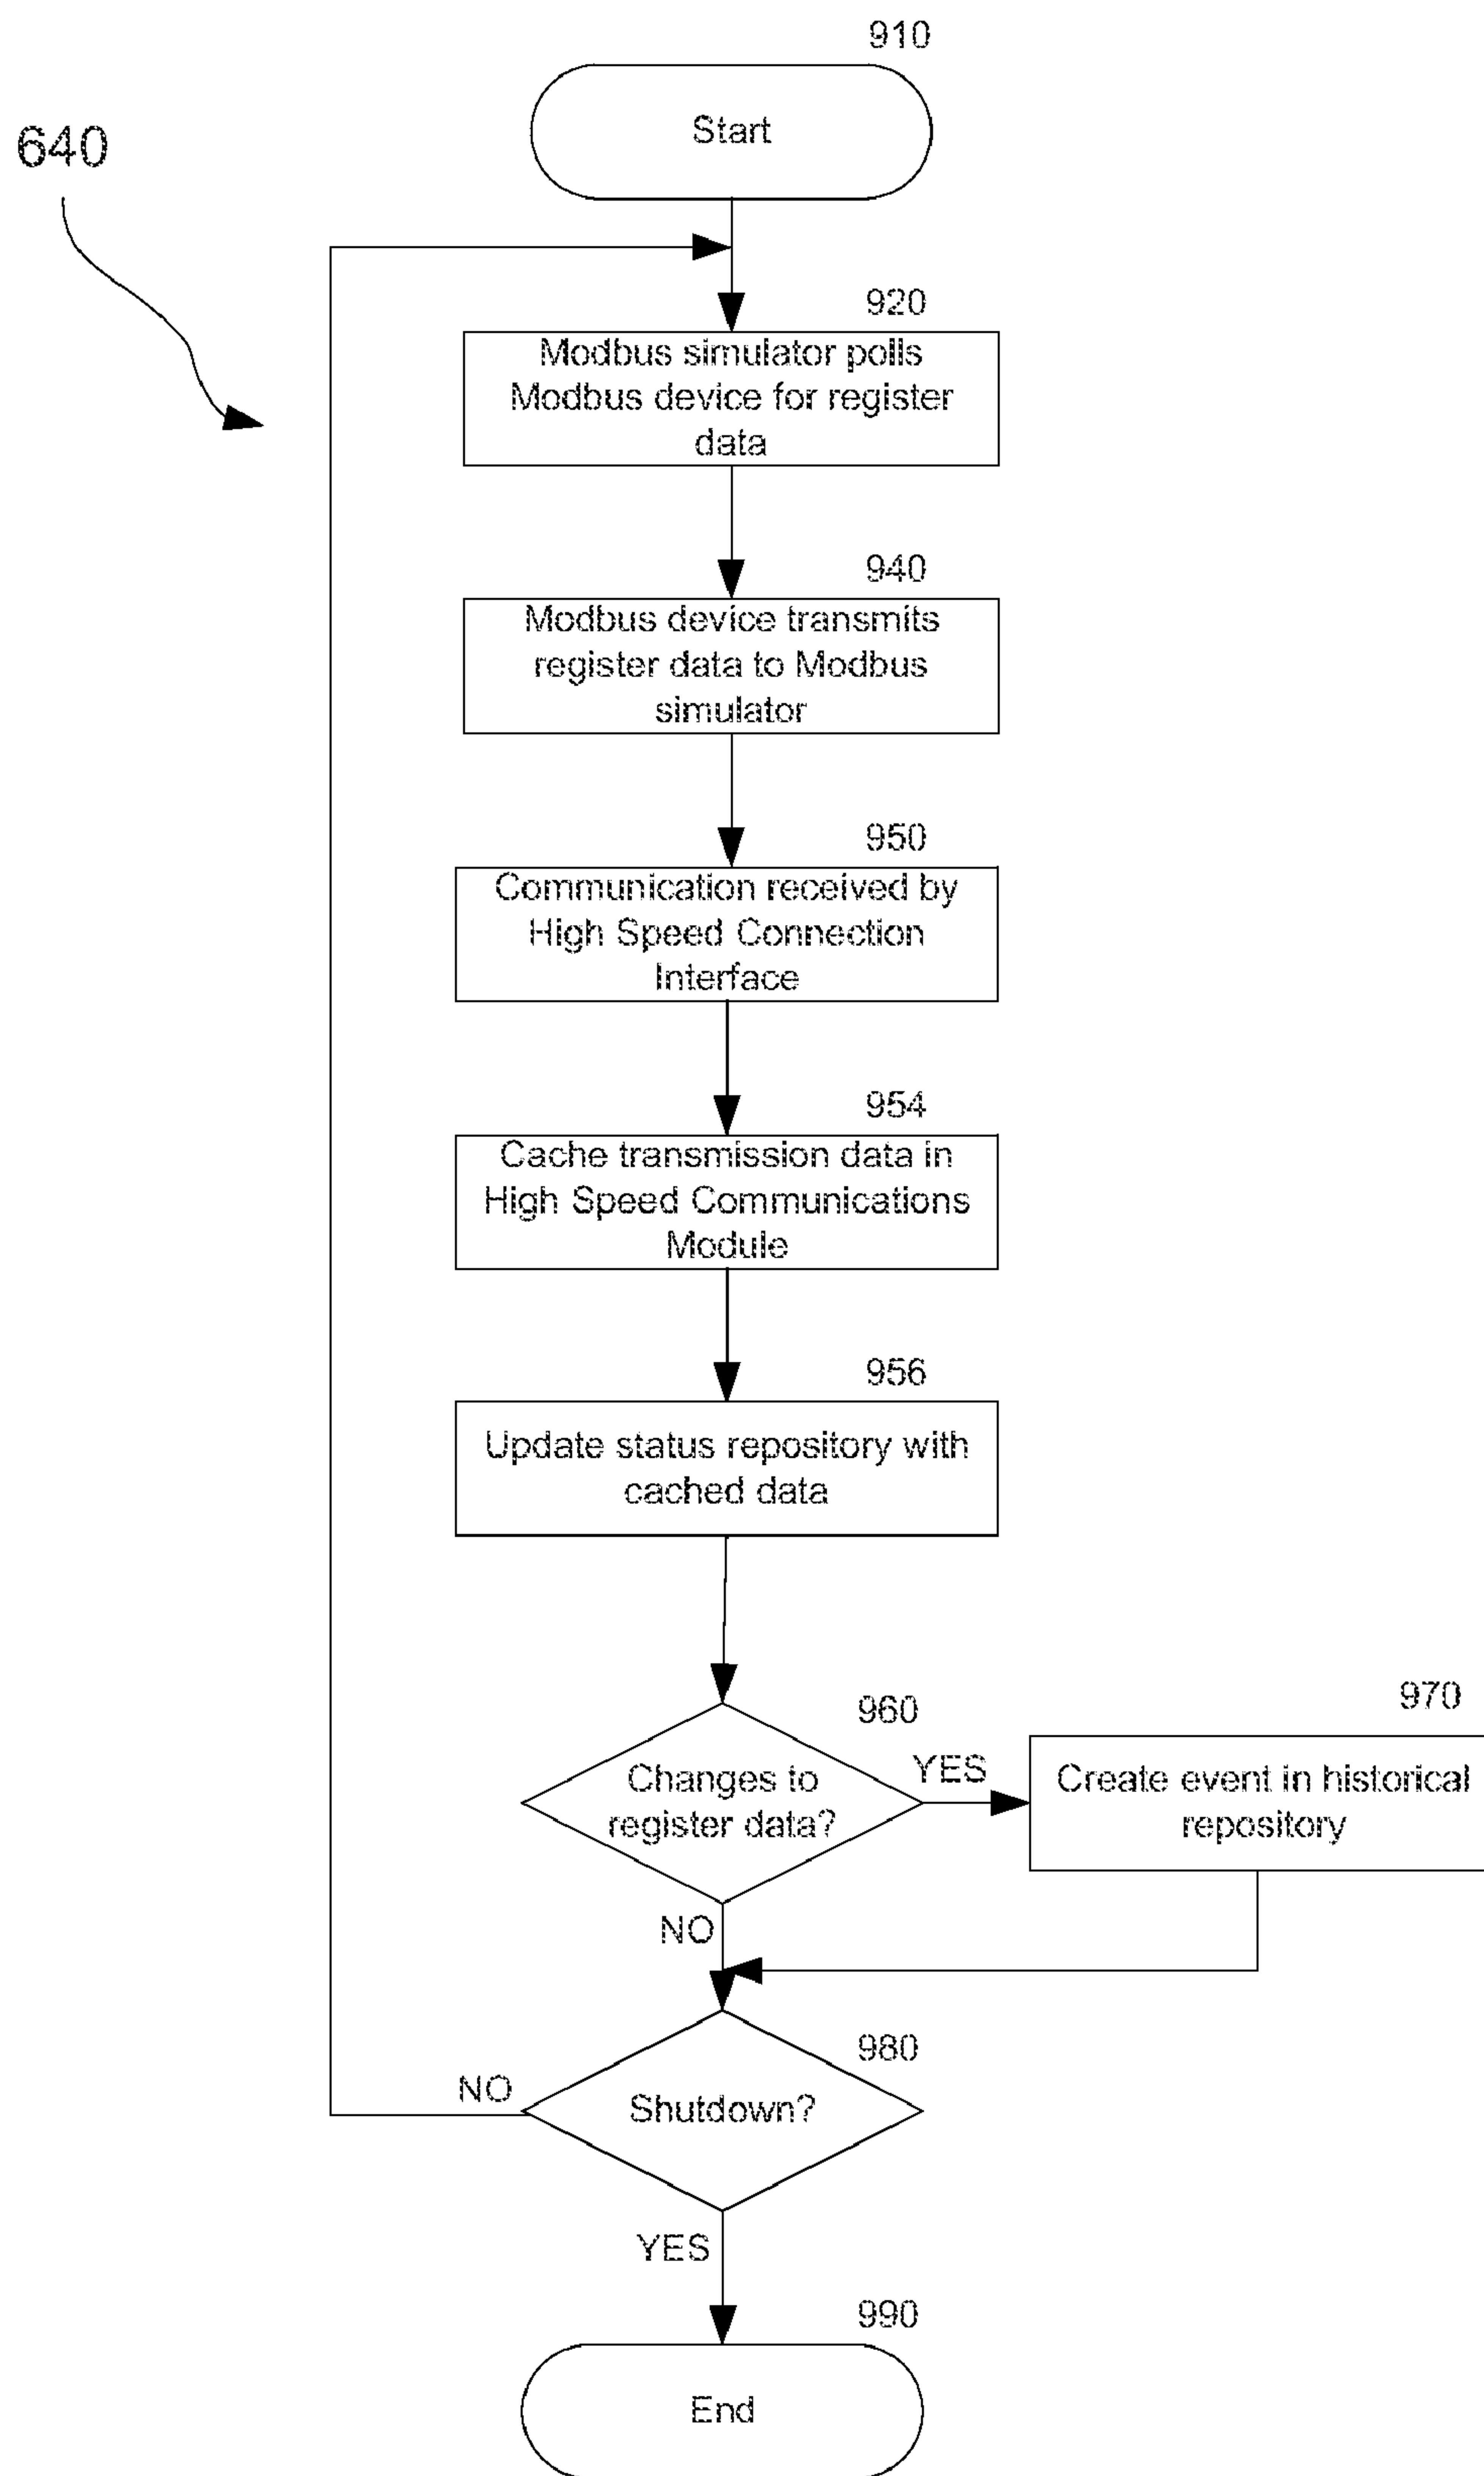 910
Start
640
920
Modbus simulator polls
Modbus device for register
data
940
Modbus device transmits
register data to Modbus
simulator
950
Communication received by
High Speed Connection
Interface
954
Cache transmission data in
High Speed Communications
Module
956
Update status repository with
cached data
960
Changes to
register data?
YES
970
Create event in historical
repository
NO
980
Shutdown?
NO
YES
990
End